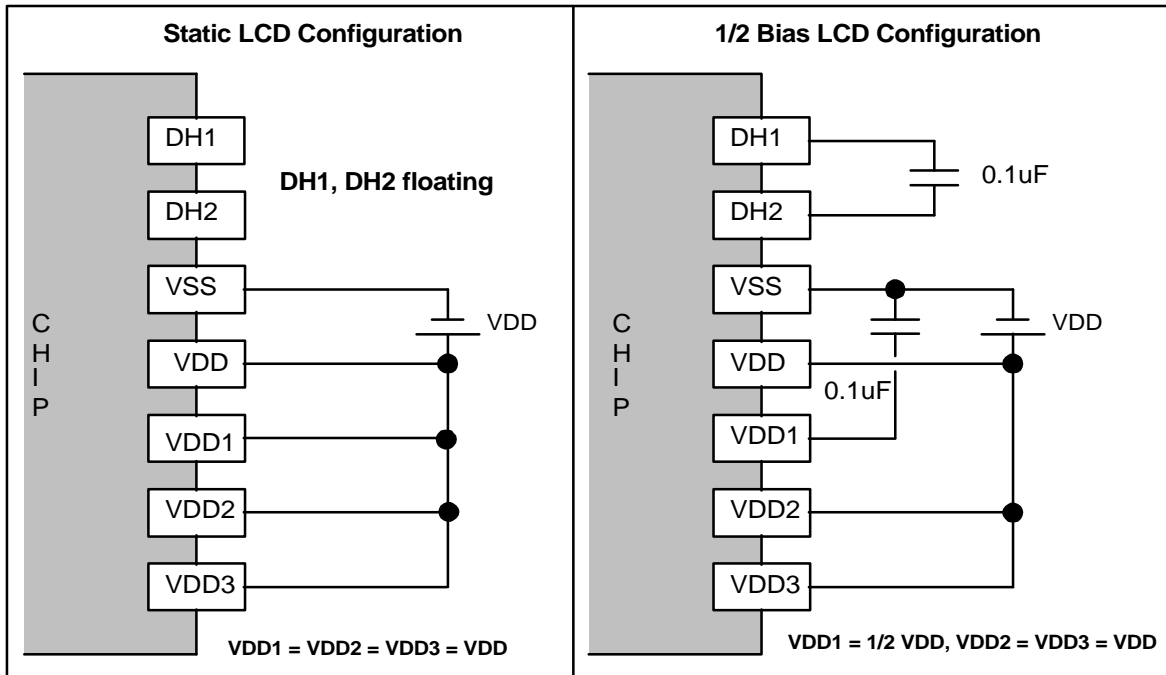 Static LCD Configuration
DH1
DH1, DH2 floating
DH2
VSS
VDD
VDD
VDD1
VDD2
VDD3
CHIP
VDD1 = VDD2 = VDD3 = VDD
1/2 Bias LCD Configuration
DH1
0.1uF
DH2
VSS
VDD
VDD
0.1uF
VDD1
VDD2
VDD3
CHIP
VDD1 = 1/2 VDD, VDD2 = VDD3 = VDD